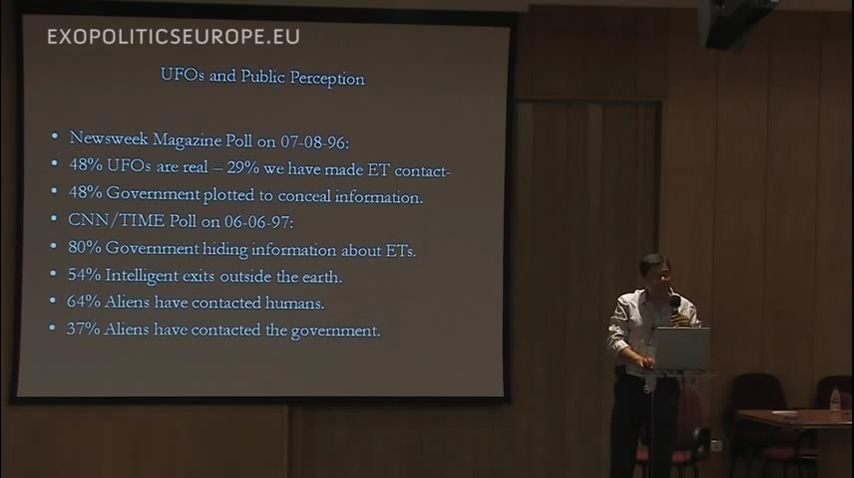 EXOPOLITICSEUROPE.EU
UFOs and Public Perception
• Newsweek Magazine Poll on 07-08-96:
• 48% UFOs are real – 29% we have made ET contact-
• 48% Government plotted to conceal information.
• CNN/TIME Poll on 06-06-97:
• 80% Government hiding information about ETs.
• 54% Intelligent exits outside the earth.
• 64% Aliens have contacted humans.
• 37% Aliens have contacted the government.